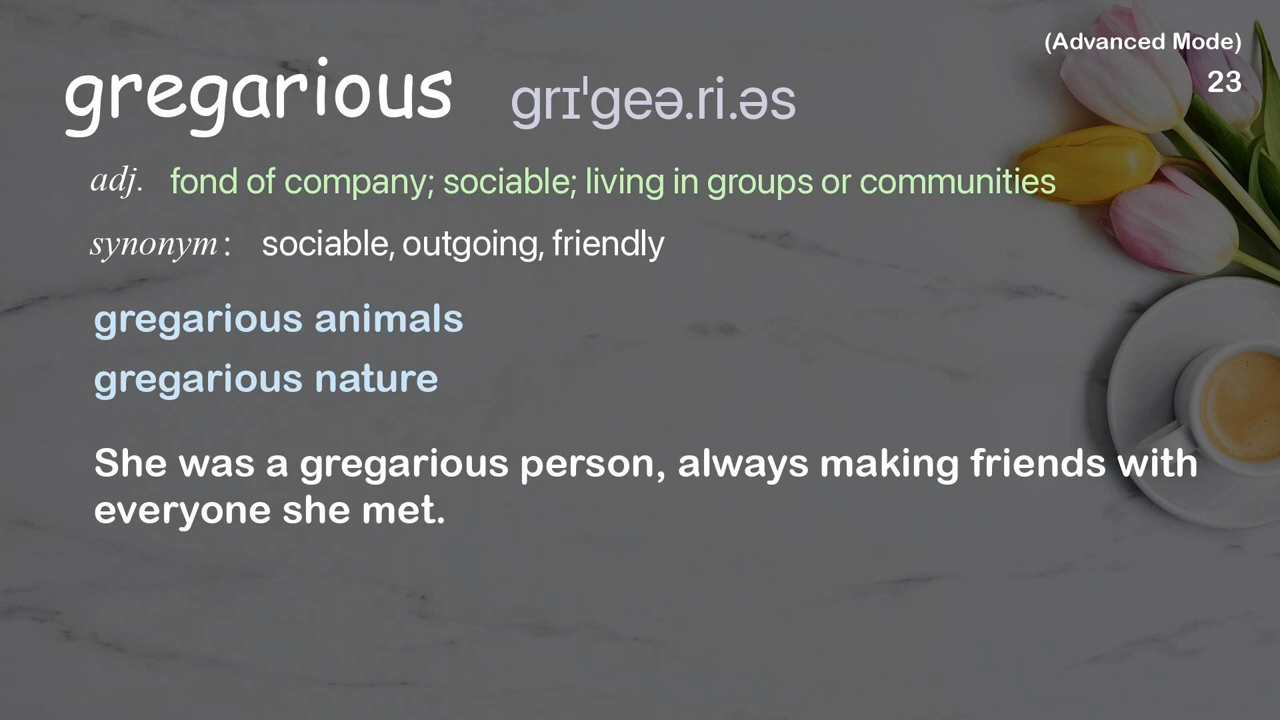 (Advanced Mode)
23
gregarious grɪˈgeə.ri.əs
adj. fond of company; sociable; living in groups or communities
synonym : sociable, outgoing, friendly
gregarious animals
gregarious nature
She was a gregarious person, always making friends with
everyone she met.